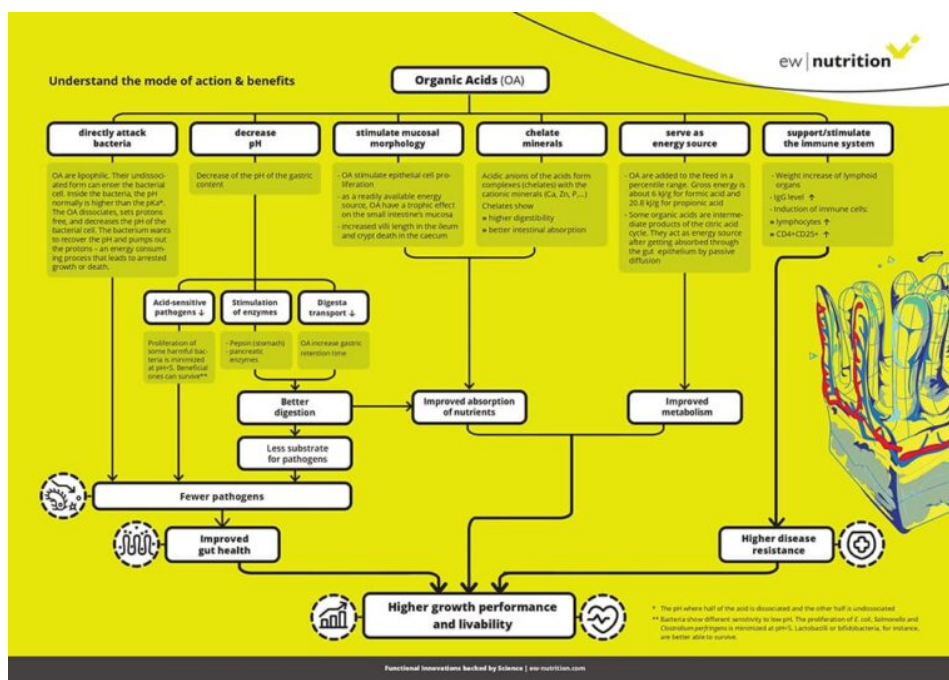 ew|nutrition
Understand the mode of action & benefits
Organic Acids (OA)
directly attack
bacteria
OA are lipophilic. Their undissoci-
ated form can enter the bacterial
cell. Inside the bacteria, the pH
normally is higher than the pKa*.
The OA dissociates, sets protons
free, and decreases the pH of the
bacterial cell. The bacterium wants
to recover the pH and pumps out
the protons – an energy consum-
ing process that leads to arrested
growth or death.
decrease
pH
Decrease of the pH of the gastric
content
stimulate mucosal
morphology
- OA stimulate epithelial cell pro-
liferation
- as a readily available energy
source, OA have a trophic effect
on the small intestine's mucosa
- increased villi length in the ileum
and crypt death in the caecum
chelate
minerals
Acidic anions of the acids form
complexes (chelates) with the
cationic minerals (Ca, Zn, P,...)
Chelates show
» higher digestibility
» better intestinal absorption
serve as
energy source
- OA are added to the feed in a
percentile range. Gross energy is
about 6 kJ/g for formic acid and
20.8 kJ/g for propionic acid
- Some organic acids are interme-
diate products of the citric acid
cycle. They act as energy source
after getting absorbed through
the gut epithelium by passive
diffusion
support/stimulate
the immune system
- Weight increase of lymphoid
organs
- IgG level ↑
- Induction of immune cells:
» lymphocytes ↑
» CD4+CD25+ ↑
Acid-sensitive
pathogens ↓
Proliferation of
some harmful bac-
teria is minimized
at pH<5. Beneficial
ones can survive**
Stimulation
of enzymes
- Pepsin (stomach)
- pancreatic
enzymes
Digesta
transport ↓
OA increase gastric
retention time
Better
digestion
Improved absorption
of nutrients
Improved
metabolism
Less substrate
for pathogens
Fewer pathogens
Improved
gut health
Higher disease
resistance
Higher growth performance
and livability
* The pH where half of the acid is dissociated and the other half is undissociated
** Bacteria show different sensitivity to low pH. The proliferation of E. coli, Salmonella and
Clostridium perfringens is minimized at pH<5. Lactobacilli or bifidobacteria, for instance,
are better able to survive.
Functional Innovations backed by Science | ew-nutrition.com